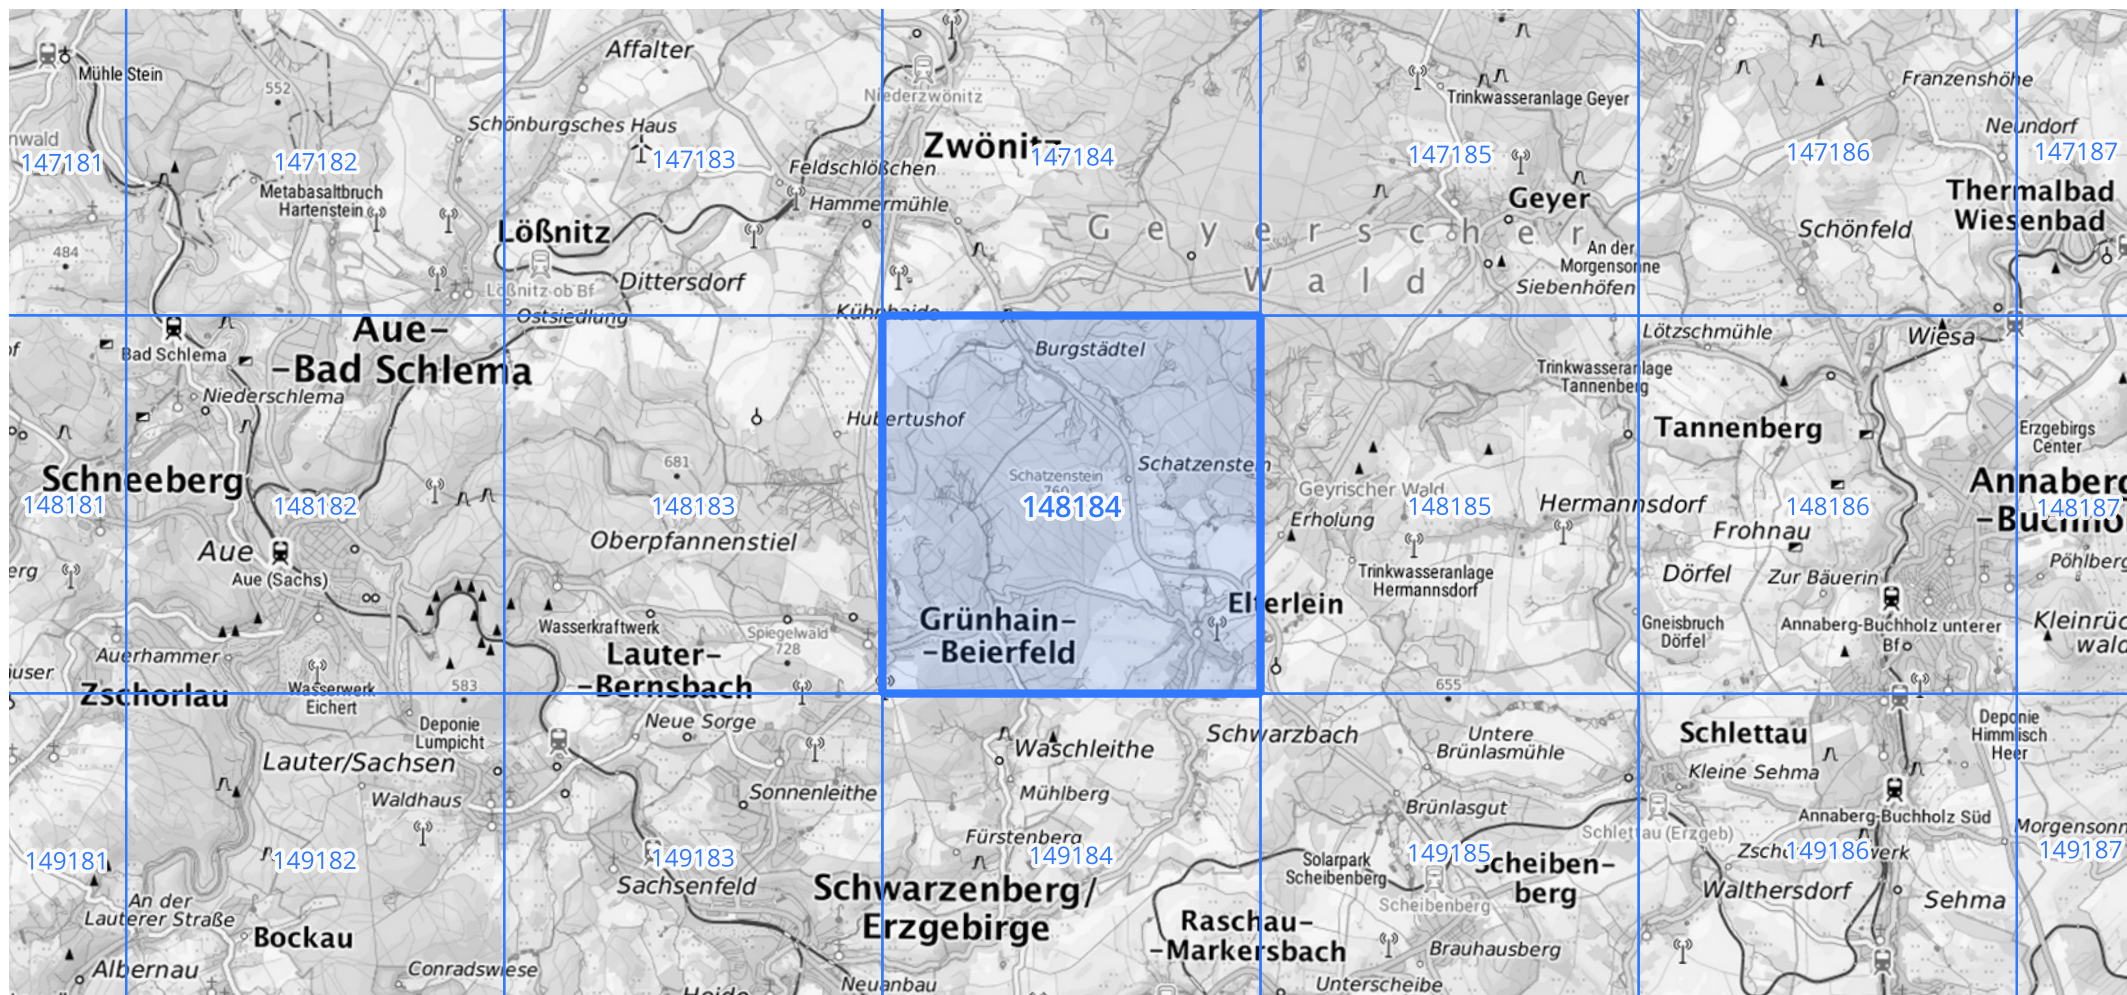 Affalter
Mühle Stein
552
Schönburgsches Haus
Niederzwönitz
Trinkwasseranlage Geyer
Franzenshöhe
Neundorf
nwald
147181
147182
147183
Feldschlößchen
Zwönitz
147184
147185
147186
147187
Metabasaltbruch
Hartenstein
Hammermühle
Geyer
Thermalbad
Wiesenbad
484
Lößnitz
Geyerscher
Wald
An der
Morgensonne
Siebenhöfen
Schönfeld
Dittersdorf
Lößnitz ob Bf
Ostsiedlung
Kühnhaide
Aue-
-Bad Schlema
Bad Schlema
Niederschlema
Burgstädtel
Lötzschmühle
Wiesa
Trinkwasseranlage
Tannenberg
Hubertushof
Tannenberg
Erzgebirgs
Center
Schneeberg
681
Schatzenstein
Schatzenstein
769
Geyrischer Wald
Erholung
Hermannsdorf
Annaberg
-Buchho
148181
148182
148183
148184
148185
148186
148187
Frohnau
Oberpfannenstiel
Aue
Aue (Sachs)
erg
Trinkwasseranlage
Hermannsdorf
Dörfel
Zur Bäuerin
Pöhlberg
Elterlein
Grünhain-
-Beierfeld
Wasserkraftwerk
Spiegelwald
728
Gneisbruch
Dörfel
Annaberg-Buchholz unterer
Bf
Kleinrüc
wald
Auerhammer
äuser
Lauter-
-Bernsbach
Zschorlau
Wasserwerk
Eichert
583
655
Deponie
Lumpicht
Neue Sorge
Waschleithe
Schwarzbach
Untere
Brünlasmühle
Schlettau
Deponie
Himmlisch
Heer
Lauter/Sachsen
Kleine Sehma
Waldhaus
Sonnenleithe
Mühlberg
Brünlasgut
Annaberg-Buchholz Süd
Schlettau (Erzgeb)
Morgensonn
Fürstenberg
149181
149182
149183
149184
149185
149186
149187
Solarpark
Scheibenberg
Scheiben-
berg
Scheibenberg
Sachsenfeld
Schwarzenberg/
Erzgebirge
Walthersdorf
Sehma
An der
Lauterer Straße
Bockau
Raschau-
-Markersbach
Brauhausberg
Albernau
Conradswiese
Neuanbau
Unterscheibe